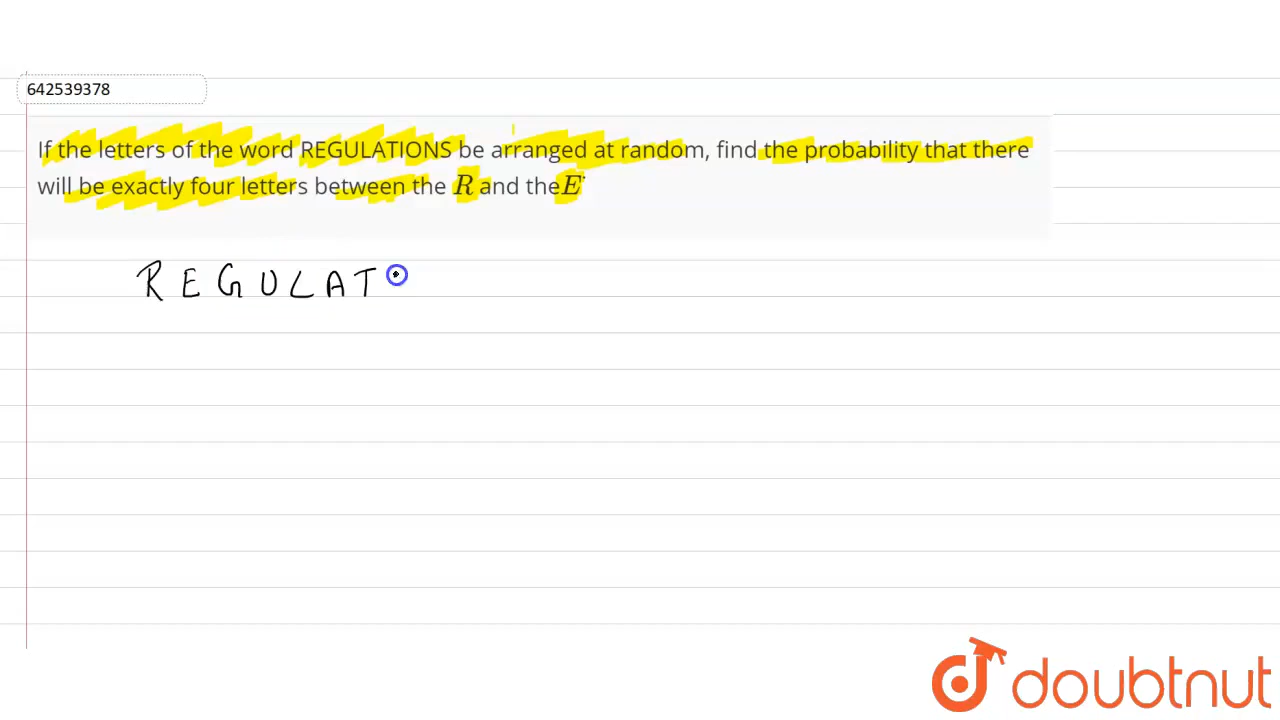 642539378
If the letters of the word REGULATIONS be arranged at random, find the probability that there
will be exactly four letters between the R and theE
R E G U L A T
doubtnut